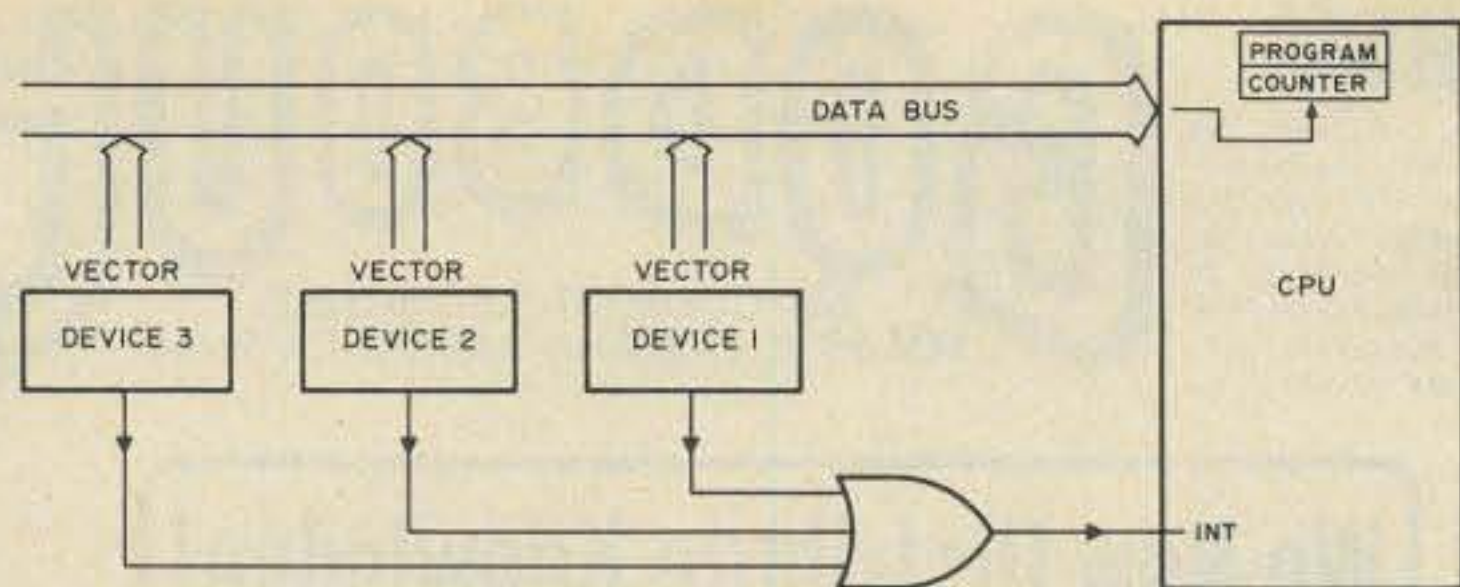 PROGRAM
COUNTER
DATA BUS
VECTOR
VECTOR
VECTOR
CPU
DEVICE 3
DEVICE 2
DEVICE 1
INT